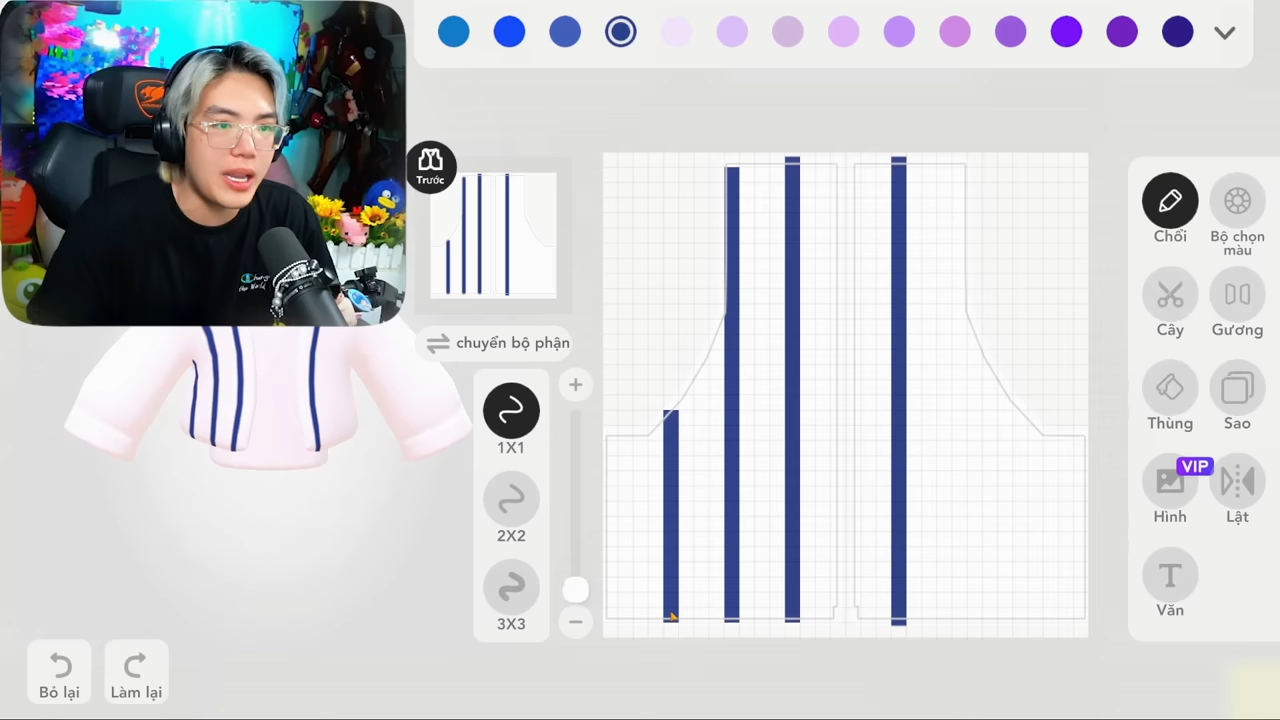 Trước
chuyển bộ phận
1X1
2X2
3X3
Chổi
Bộ chọn
màu
Cây
Gương
Thùng
Sao
VIP
Hình
Lật
T
Văn
Bỏ lại
Làm lại